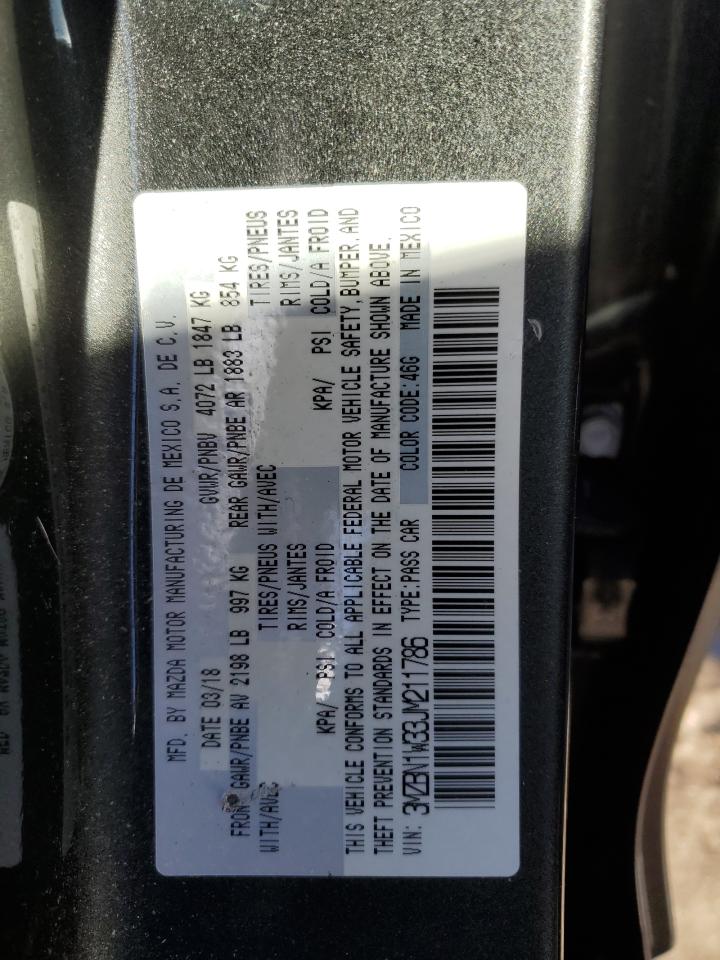 MFD. BY MAZDA MOTOR MANUFACTURING DE MEXICO S.A. DE C.V.
DATE 03/18 GVWR/PNBV 4072 LB 1847 KG
FRONT GAWR/PNBE AV 2198 LB 997 KG REAR GAWR/PNBE AR 1883 LB 854 KG
WITH/AVEC TIRES/PNEUS WITH/AVEC TIRES/PNEUS
RIMS/JANTES RIMS/JANTES
KPA/ PSI COLD/A FROID KPA/ PSI COLD/A FROID
THIS VEHICLE CONFORMS TO ALL APPLICABLE FEDERAL MOTOR VEHICLE SAFETY, BUMPER, AND
THEFT PREVENTION STANDARDS IN EFFECT ON THE DATE OF MANUFACTURE SHOWN ABOVE.
VIN: 3MZBN1W33JM211786 TYPE:PASS CAR COLOR CODE:46G MADE IN MEXICO